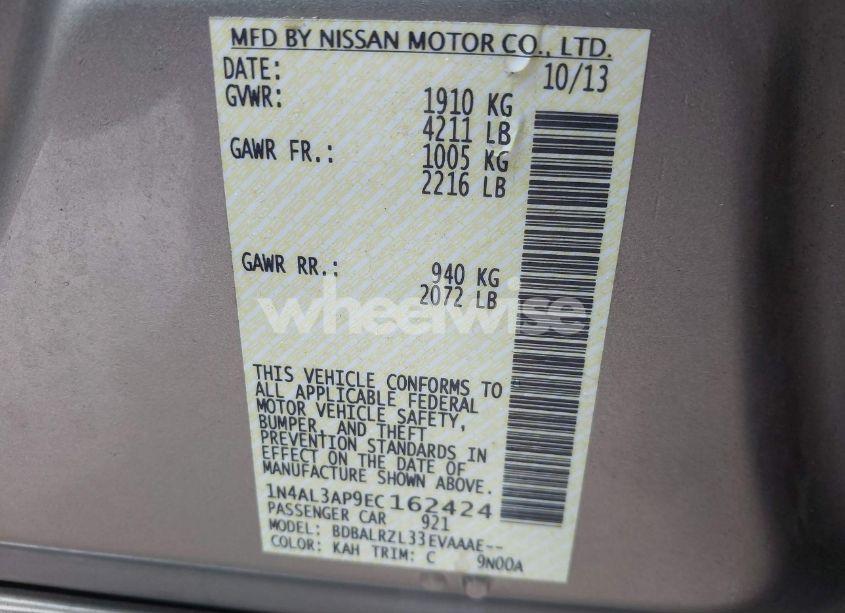 MFD BY NISSAN MOTOR CO., LTD.
DATE: 10/13
GVWR: 1910 KG
4211 LB
GAWR FR.: 1005 KG
2216 LB
GAWR RR.: 940 KG
2072 LB
wheelwise
THIS VEHICLE CONFORMS TO
ALL APPLICABLE FEDERAL
MOTOR VEHICLE SAFETY,
BUMPER, AND THEFT
PREVENTION STANDARDS IN
EFFECT ON THE DATE OF
MANUFACTURE SHOWN ABOVE.
1N4AL3AP9EC162424
PASSENGER CAR 921
MODEL: BDBALRZL33EVAAAE--
COLOR: KAH TRIM: C 9N00A